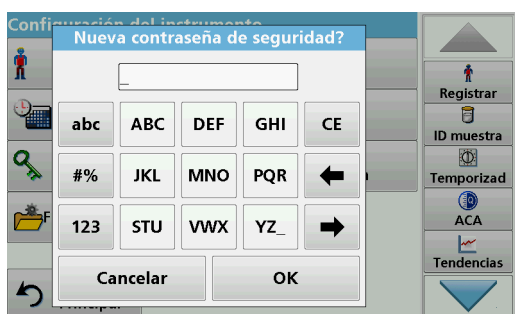 Configuración del instrumento
Nueva contraseña de seguridad?
_
abc ABC DEF GHI CE
#% JKL MNO PQR
123 STU VWX YZ_
Cancelar OK
Principal
Registrar
ID muestra
Temporizad
ACA
Tendencias